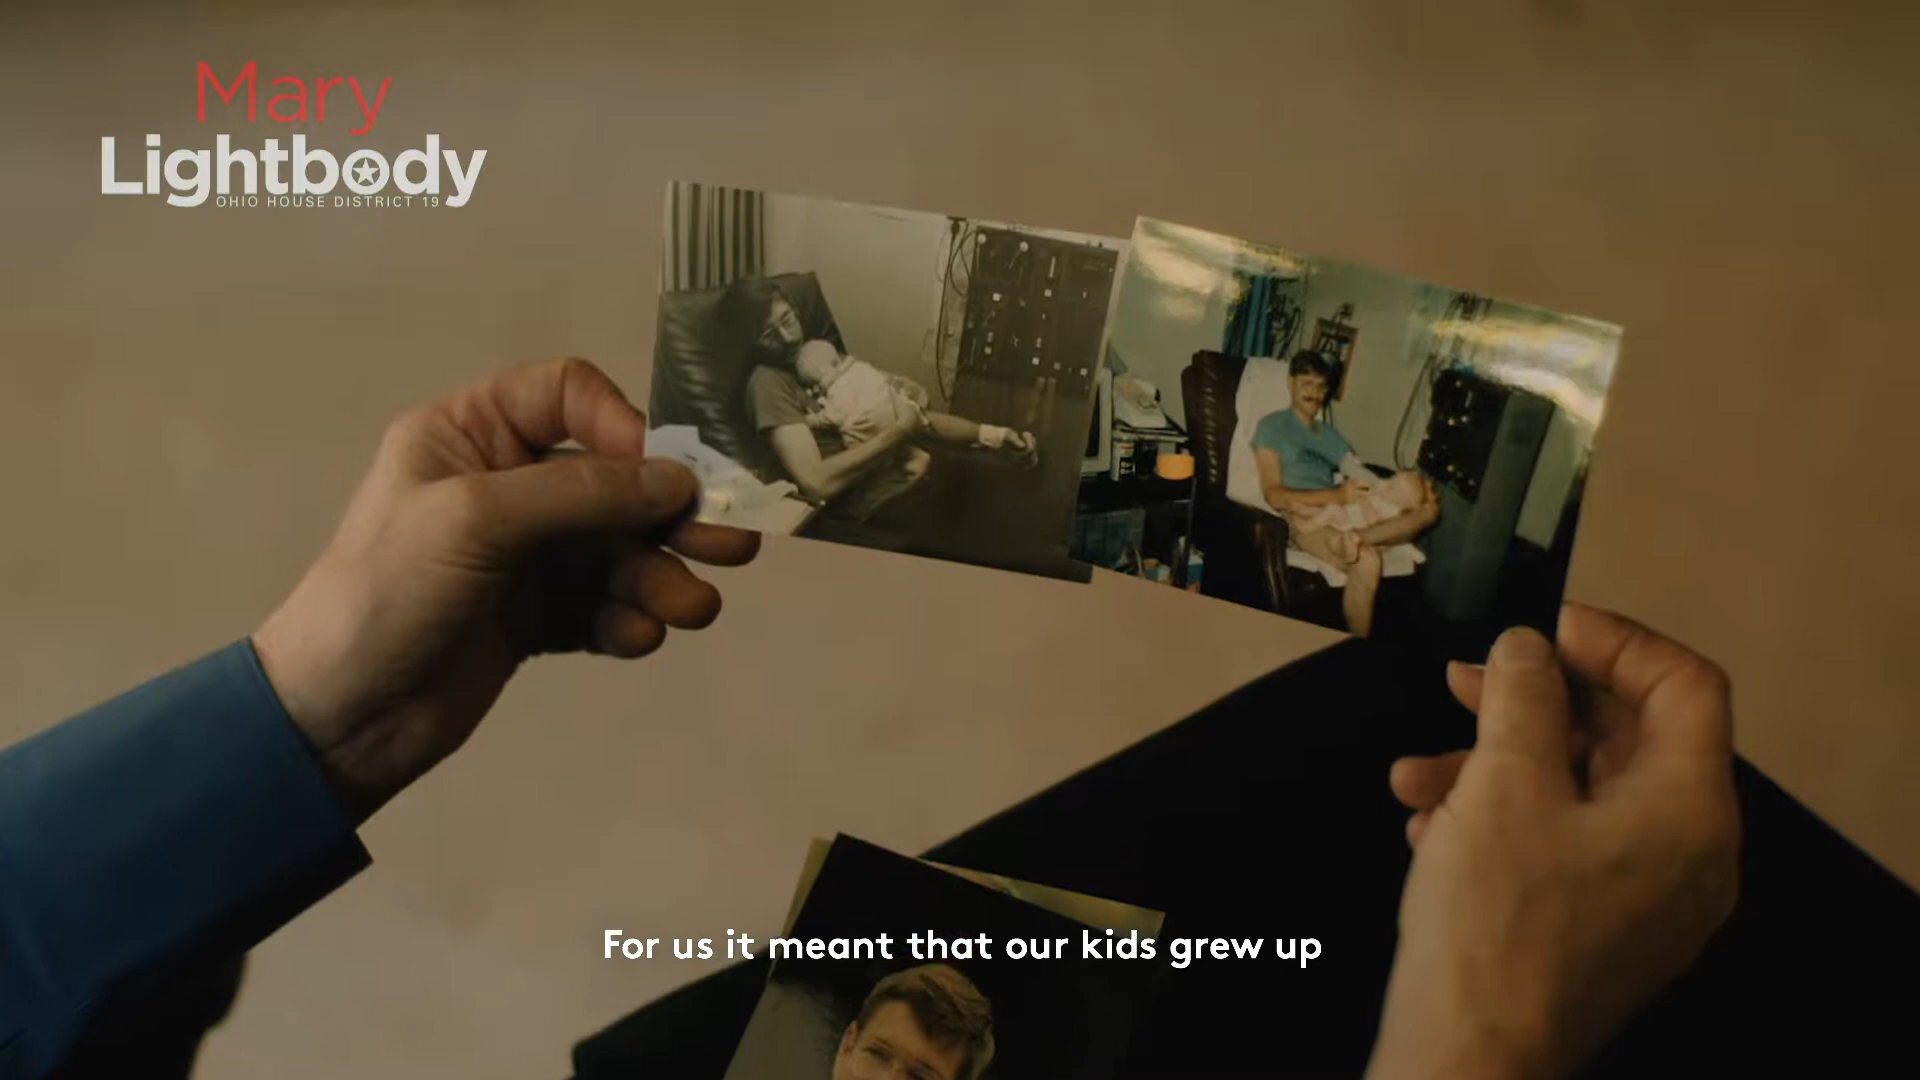 Mary
Lightbody
OHIO HOUSE DISTRICT 19
For us it meant that our kids grew up